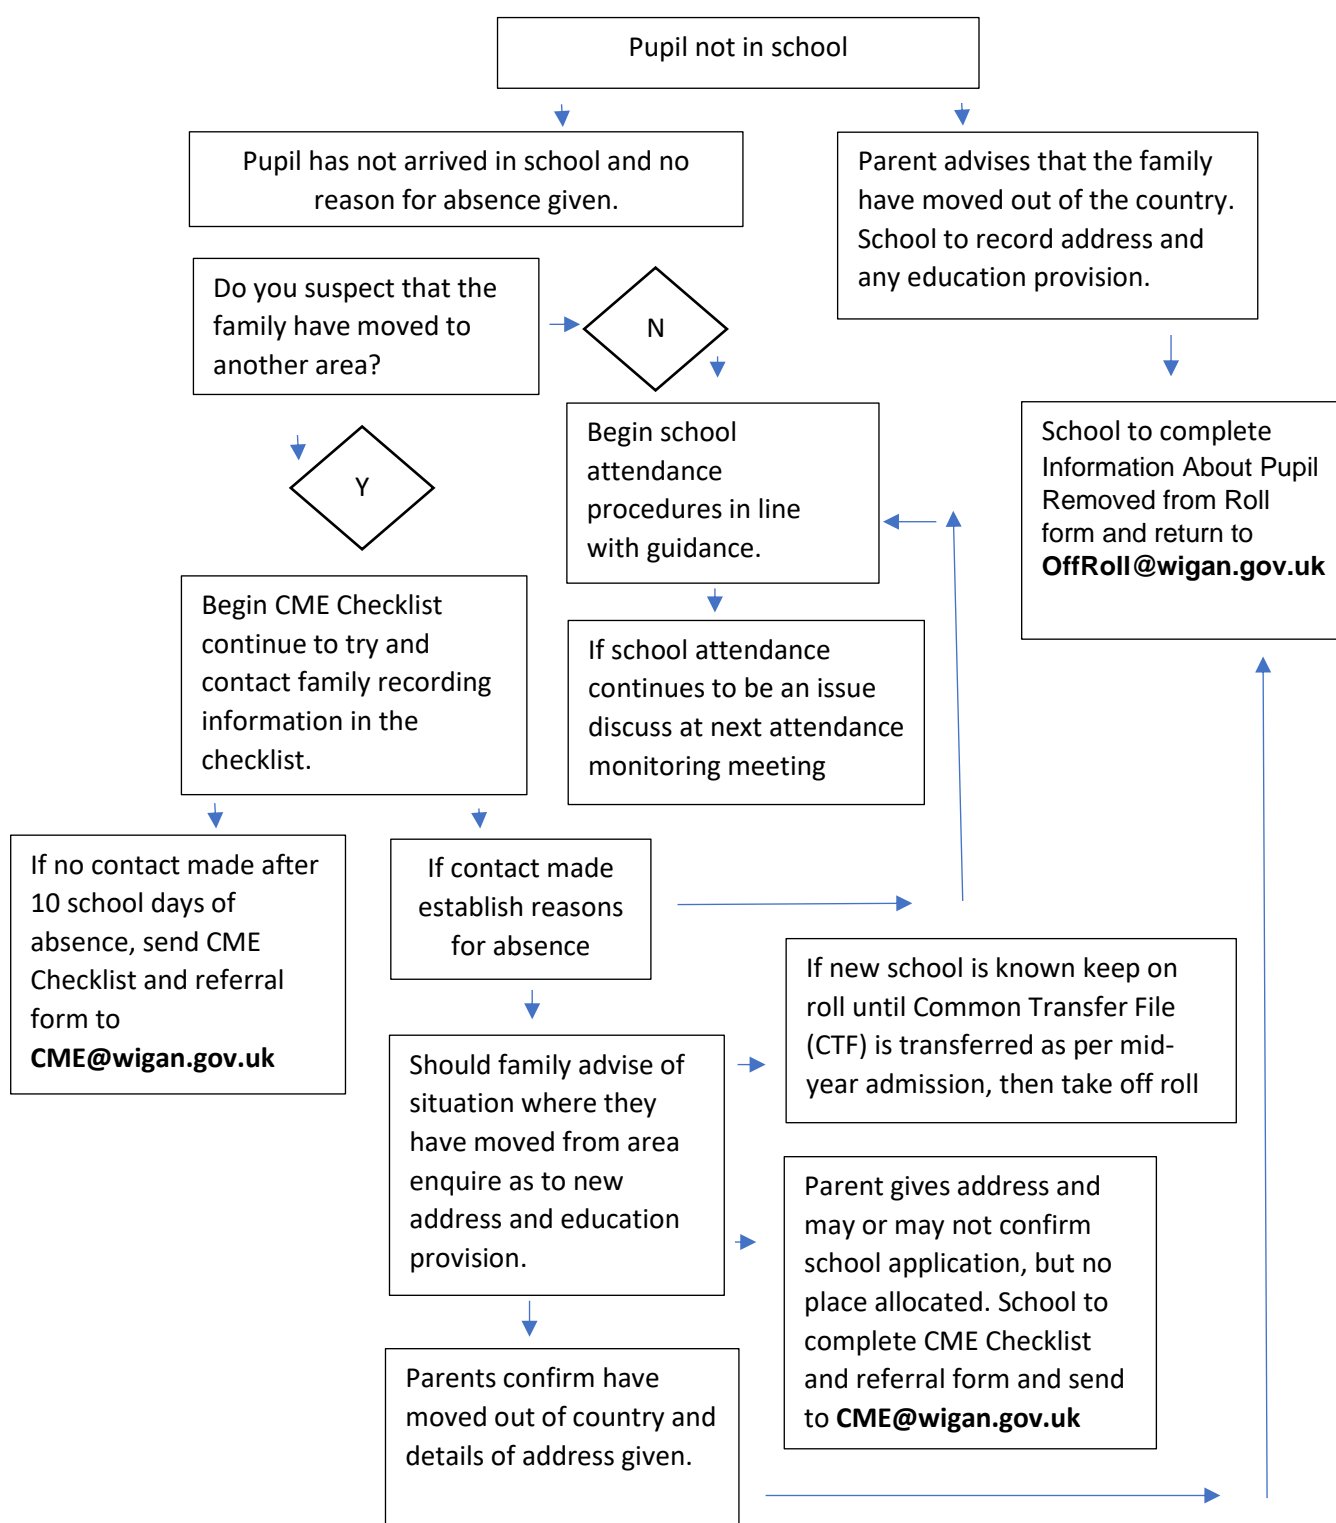 Pupil not in school
Pupil has not arrived in school and no
reason for absence given.
Parent advises that the family
have moved out of the country.
School to record address and
any education provision.
Do you suspect that the
family have moved to
another area?
N
Y
Begin school
attendance
procedures in line
with guidance.
School to complete
Information About Pupil
Removed from Roll
form and return to
OffRoll@wigan.gov.uk
Begin CME Checklist
continue to try and
contact family recording
information in the
checklist.
If school attendance
continues to be an issue
discuss at next attendance
monitoring meeting
If no contact made after
10 school days of
absence, send CME
Checklist and referral
form to
CME@wigan.gov.uk
If contact made
establish reasons
for absence
If new school is known keep on
roll until Common Transfer File
(CTF) is transferred as per mid-
year admission, then take off roll
Should family advise of
situation where they
have moved from area
enquire as to new
address and education
provision.
Parent gives address and
may or may not confirm
school application, but no
place allocated. School to
complete CME Checklist
and referral form and send
to CME@wigan.gov.uk
Parents confirm have
moved out of country and
details of address given.